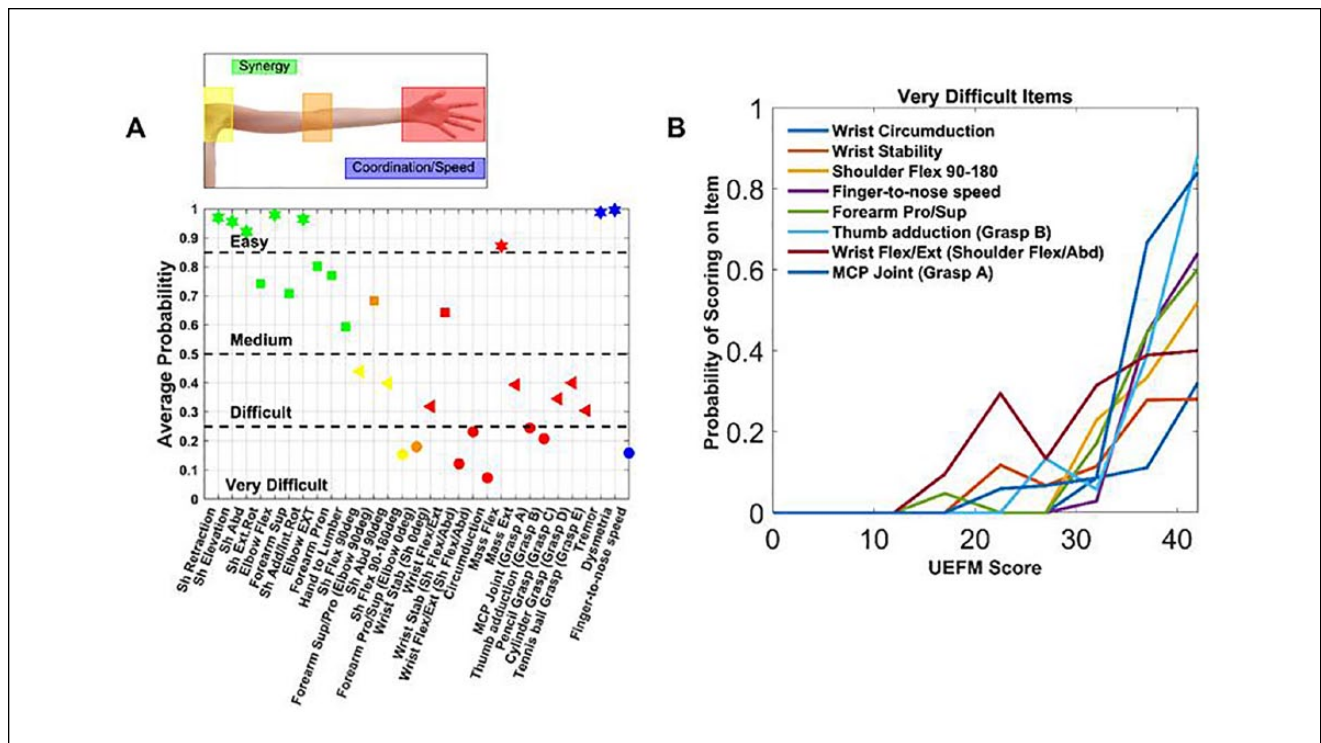 Synergy
A
Coordination/Speed
Average Probabilitiy
1
0.9
Easy
0.8
0.7
0.6
Medium
0.5
0.4
0.3
Difficult
0.2
0.1
Very Difficult
0
Sh Retraction
Sh Elevation
Sh Abd
Sh Ext.Rot
Elbow Flex
Forearm Sup
Sh Add/Int.Rot
Elbow EXT
Forearm Pron
Hand to Lumber
Sh Flex 90deg
Forearm Sup/Pro (Elbow 90deg)
Sh Abd 90deg
Sh Flex 90-180deg
Forearm Pro/Sup (Elbow 0deg)
Wrist Stab (Sh 0deg)
Wrist Flex/Ext
Wrist Stab (Sh Flex/Abd)
Wrist Flex/Ext (Sh Flex/Abd)
Circumduction
Mass Flex
Mass Ext
MCP Joint (Grasp A)
Thumb adduction (Grasp B)
Pencil Grasp (Grasp C)
Cylinder Grasp (Grasp D)
Tennis ball Grasp (Grasp E)
Tremor
Dysmetria
Finger-to-nose speed
B
Very Difficult Items
Probability of Scoring on Item
1
0.8
0.6
0.4
0.2
0
Wrist Circumduction
Wrist Stability
Shoulder Flex 90-180
Finger-to-nose speed
Forearm Pro/Sup
Thumb adduction (Grasp B)
Wrist Flex/Ext (Shoulder Flex/Abd)
MCP Joint (Grasp A)
0 10 20 30 40
UEFM Score